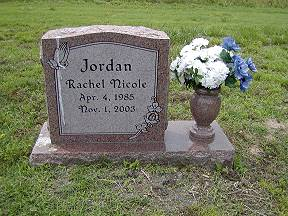 Jordan
Rachel Nicole
Apr. 4, 1985
Nov. 1, 2003